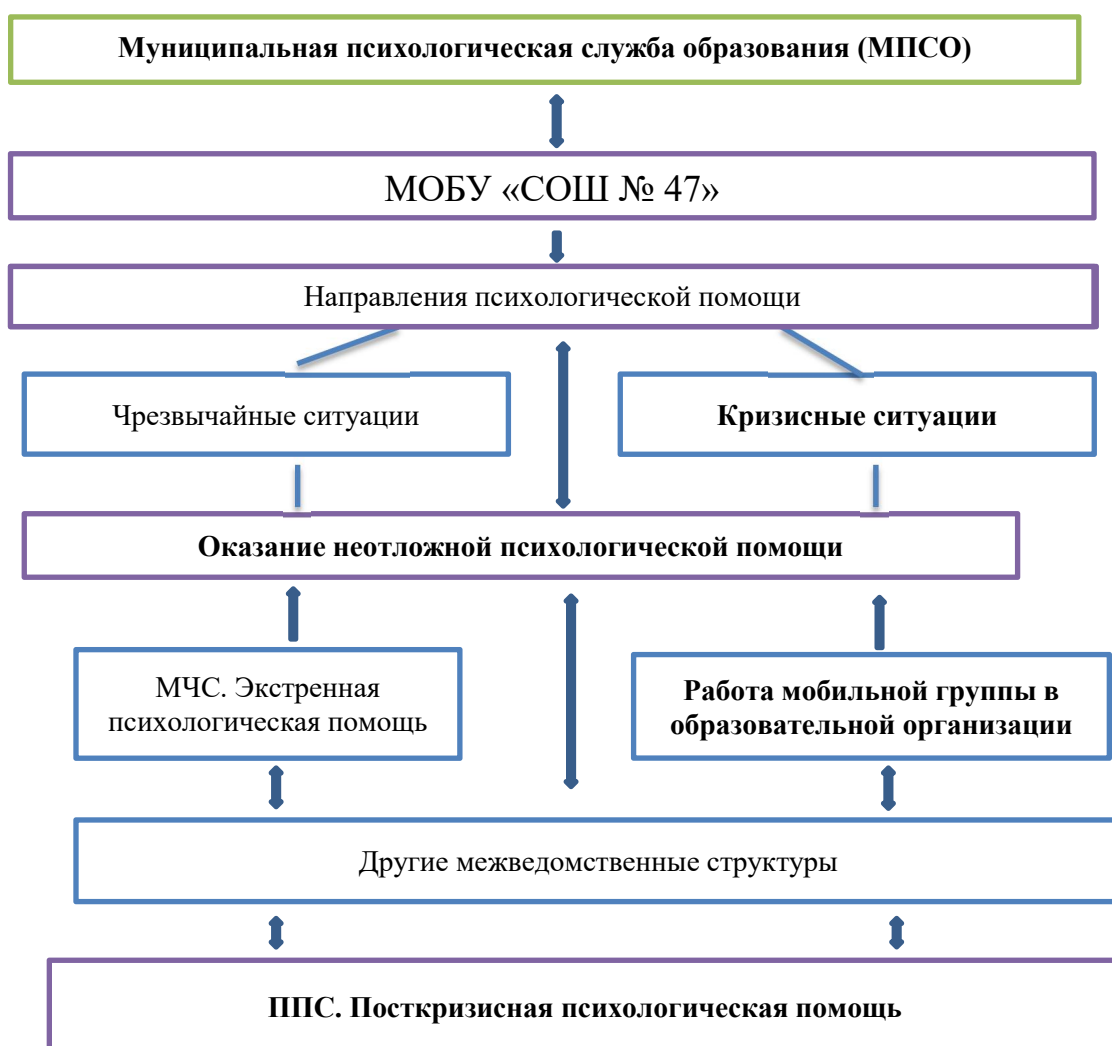 Муниципальная психологическая служба образования (МПСО)
МОБУ «СОШ № 47»
Направления психологической помощи
Чрезвычайные ситуации
Кризисные ситуации
Оказание неотложной психологической помощи
МЧС. Экстренная
психологическая помощь
Работа мобильной группы в
образовательной организации
Другие межведомственные структуры
ППС. Посткризисная психологическая помощь